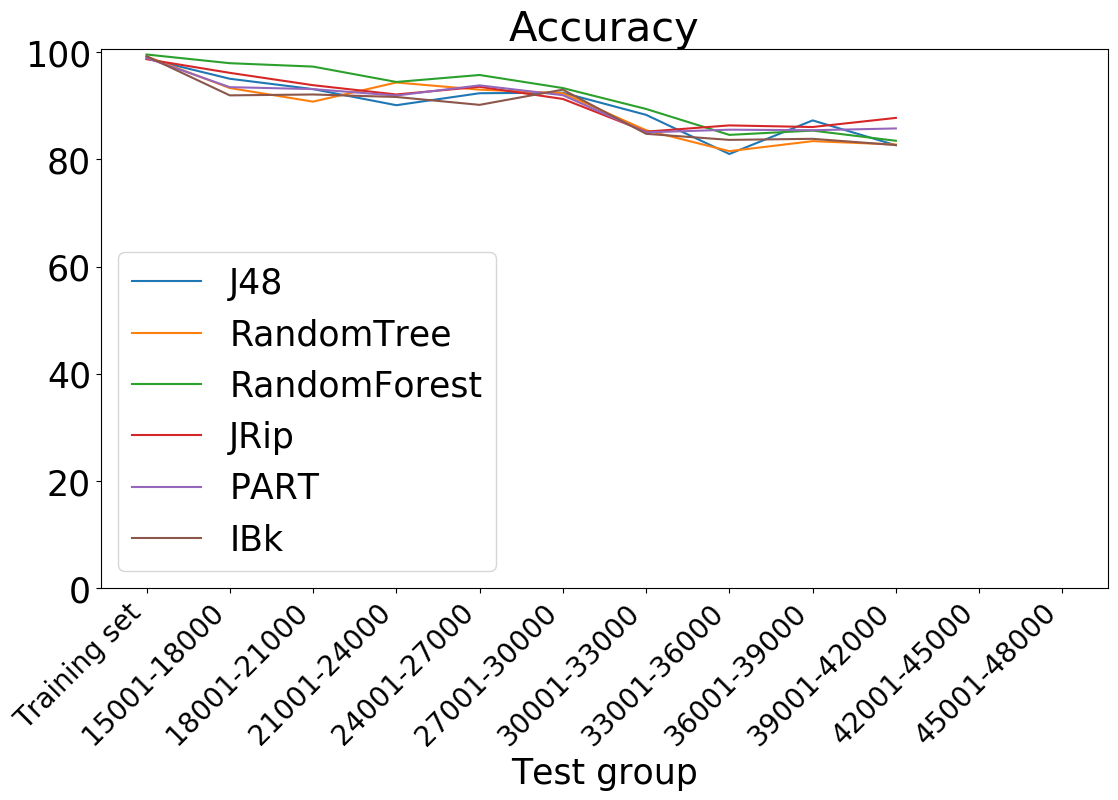 Accuracy
100
80
60
40
20
0
J48
RandomTree
RandomForest
JRip
PART
IBk
Training set
15001-18000
18001-21000
21001-24000
24001-27000
27001-30000
30001-33000
33001-36000
36001-39000
39001-42000
42001-45000
45001-48000
Test group